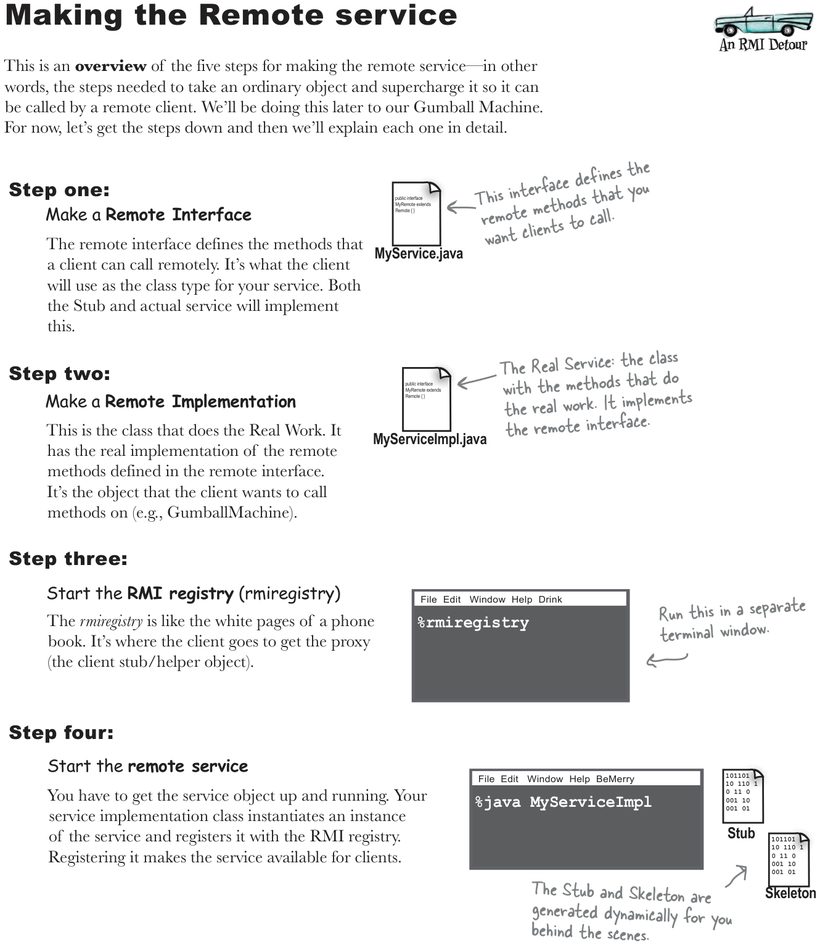 Making the Remote service
An RMI Detour
This is an overview of the five steps for making the remote service—in other
words, the steps needed to take an ordinary object and supercharge it so it can
be called by a remote client. We'll be doing this later to our Gumball Machine.
For now, let's get the steps down and then we'll explain each one in detail.
Step one:
Make a Remote Interface
The remote interface defines the methods that
a client can call remotely. It's what the client
will use as the class type for your service. Both
the Stub and actual service will implement
this.
public interface
MyRemote extends
Remote { }
MyService.java
This interface defines the
remote methods that you
want clients to call.
Step two:
Make a Remote Implementation
This is the class that does the Real Work. It
has the real implementation of the remote
methods defined in the remote interface.
It's the object that the client wants to call
methods on (e.g., GumballMachine).
public interface
MyRemote extends
Remote { }
MyServiceImpl.java
The Real Service: the class
with the methods that do
the real work. It implements
the remote interface.
Step three:
Start the RMI registry (rmiregistry)
The rmiregistry is like the white pages of a phone
book. It's where the client goes to get the proxy
(the client stub/helper object).
File Edit Window Help Drink
%rmiregistry
Run this in a separate
terminal window.
Step four:
Start the remote service
You have to get the service object up and running. Your
service implementation class instantiates an instance
of the service and registers it with the RMI registry.
Registering it makes the service available for clients.
File Edit Window Help BeMerry
%java MyServiceImpl
101101
10 110 1
0 11 0
001 10
001 01
Stub
101101
10 110 1
0 11 0
001 10
001 01
Skeleton
The Stub and Skeleton are
generated dynamically for you
behind the scenes.